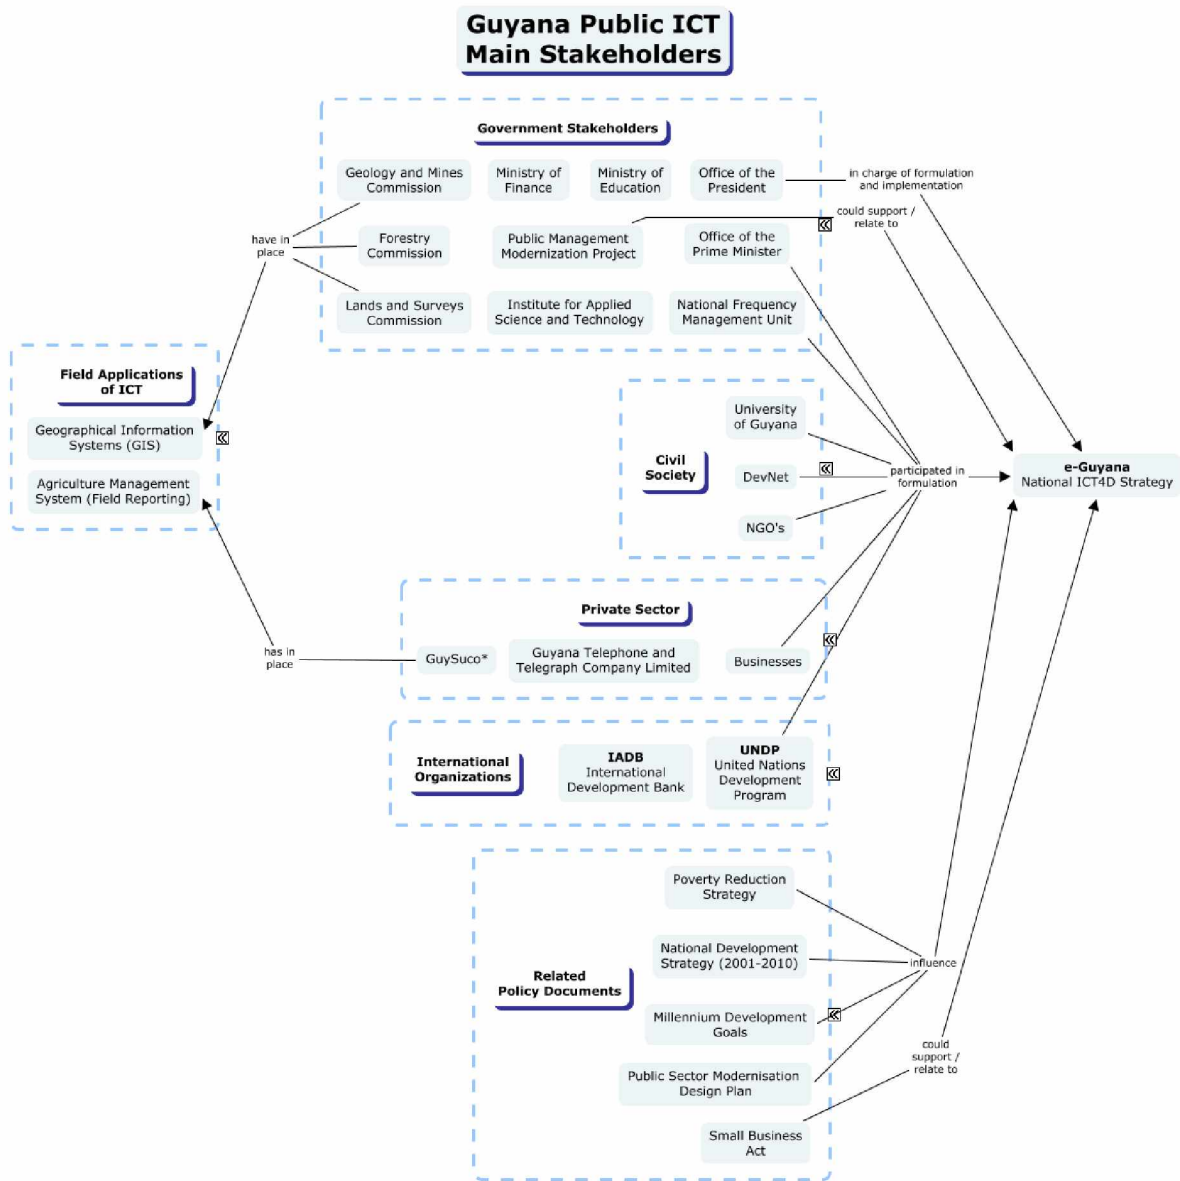 Guyana Public ICT
Main Stakeholders
Government Stakeholders
Geology and Mines
Commission
Ministry of
Finance
Ministry of
Education
Office of the
President
in charge of formulation
and implementation
could support /
relate to
have in
place
Forestry
Commission
Public Management
Modernization Project
Office of the
Prime Minister
Lands and Surveys
Commission
Institute for Applied
Science and Technology
National Frequency
Management Unit
Field Applications
of ICT
Geographical Information
Systems (GIS)
Agriculture Management
System (Field Reporting)
Civil
Society
University
of Guyana
DevNet
NGO's
participated in
formulation
e-Guyana
National ICT4D Strategy
Private Sector
has in
place
GuySuco*
Guyana Telephone and
Telegraph Company Limited
Businesses
International
Organizations
IADB
International
Development Bank
UNDP
United Nations
Development
Program
Related
Policy Documents
Poverty Reduction
Strategy
National Development
Strategy (2001-2010)
influence
Millennium Development
Goals
Public Sector Modernisation
Design Plan
could
support /
relate to
Small Business
Act